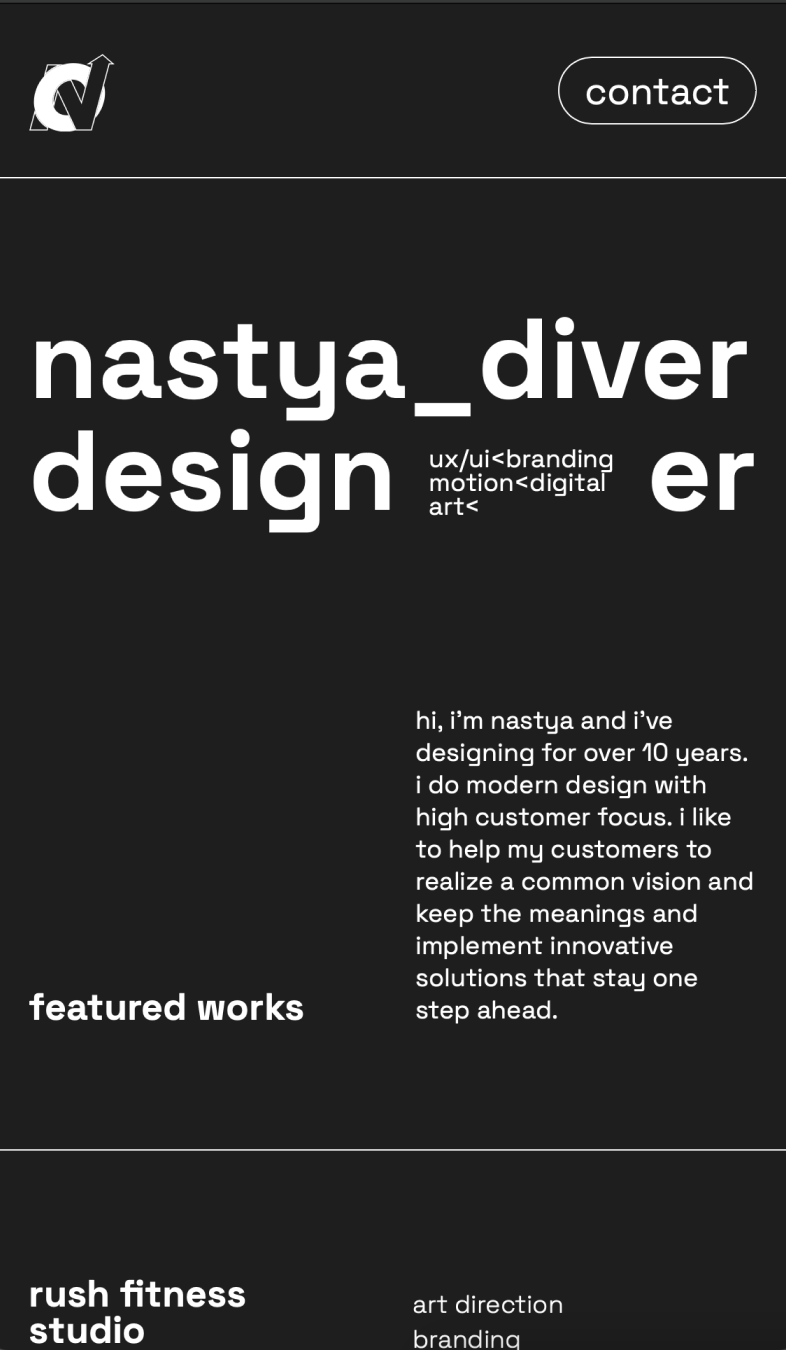 contact
nastya_diver
design ux/ui<branding er
motion<digital
art<
hi, i’m nastya and i’ve
designing for over 10 years.
i do modern design with
high customer focus. i like
to help my customers to
realize a common vision and
keep the meanings and
implement innovative
solutions that stay one
step ahead.
featured works
rush fitness
studio
art direction
branding